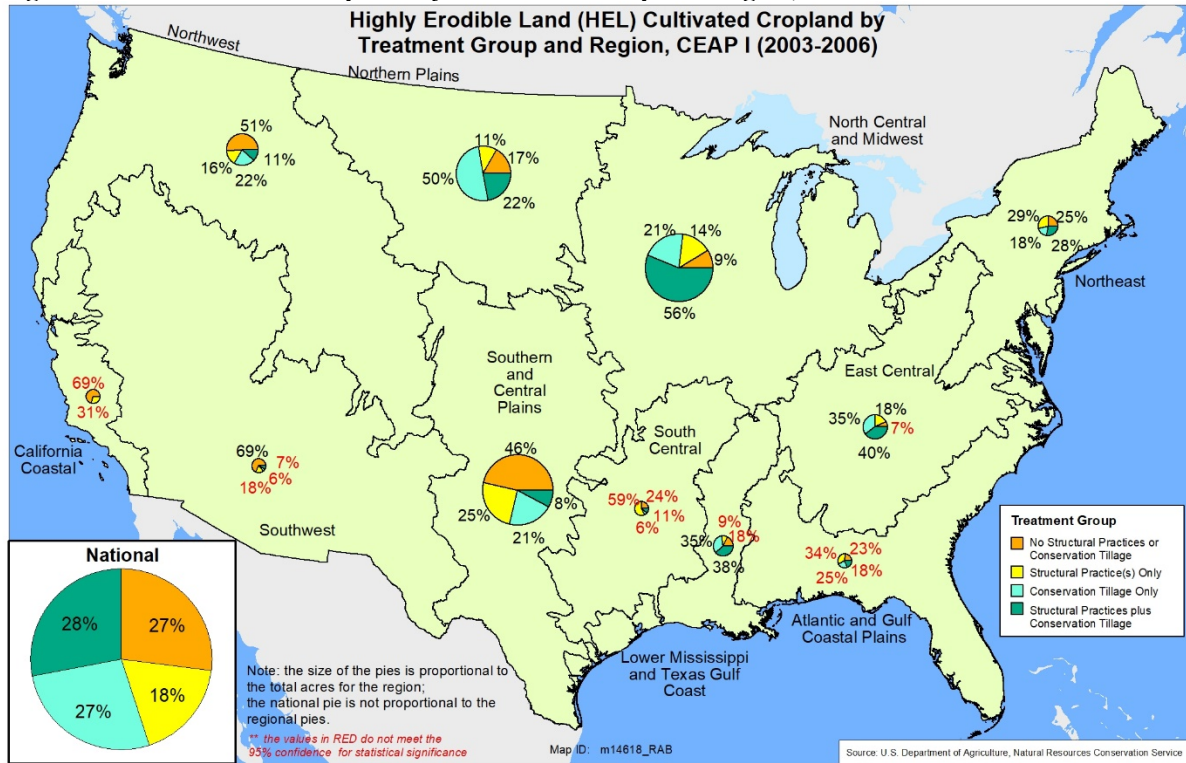 Highly Erodible Land (HEL) Cultivated Cropland by
Treatment Group and Region, CEAP I (2003-2006)
Northwest
Northern Plains
North Central
and Midwest
51%
16%
11%
22%
11%
17%
50%
22%
21%
14%
9%
56%
29%
25%
18%
28%
Northeast
Southern
and
Central
Plains
East Central
69%
31%
California
Coastal
35%
18%
7%
40%
South
Central
69%
7%
6%
18%
Southwest
46%
8%
25%
21%
59%
24%
11%
6%
9%
18%
35%
38%
34%
23%
25%
18%
Atlantic and Gulf
Coastal Plains
Lower Mississippi
and Texas Gulf
Coast
Treatment Group
No Structural Practices or
Conservation Tillage
Structural Practice(s) Only
Conservation Tillage Only
Structural Practices plus
Conservation Tillage
National
28%
27%
27%
18%
Note: the size of the pies is proportional to
the total acres for the region;
the national pie is not proportional to the
regional pies.
** the values in RED do not meet the
95% confidence for statistical significance
Map ID: m14618_RAB
Source: U.S. Department of Agriculture, Natural Resources Conservation Service